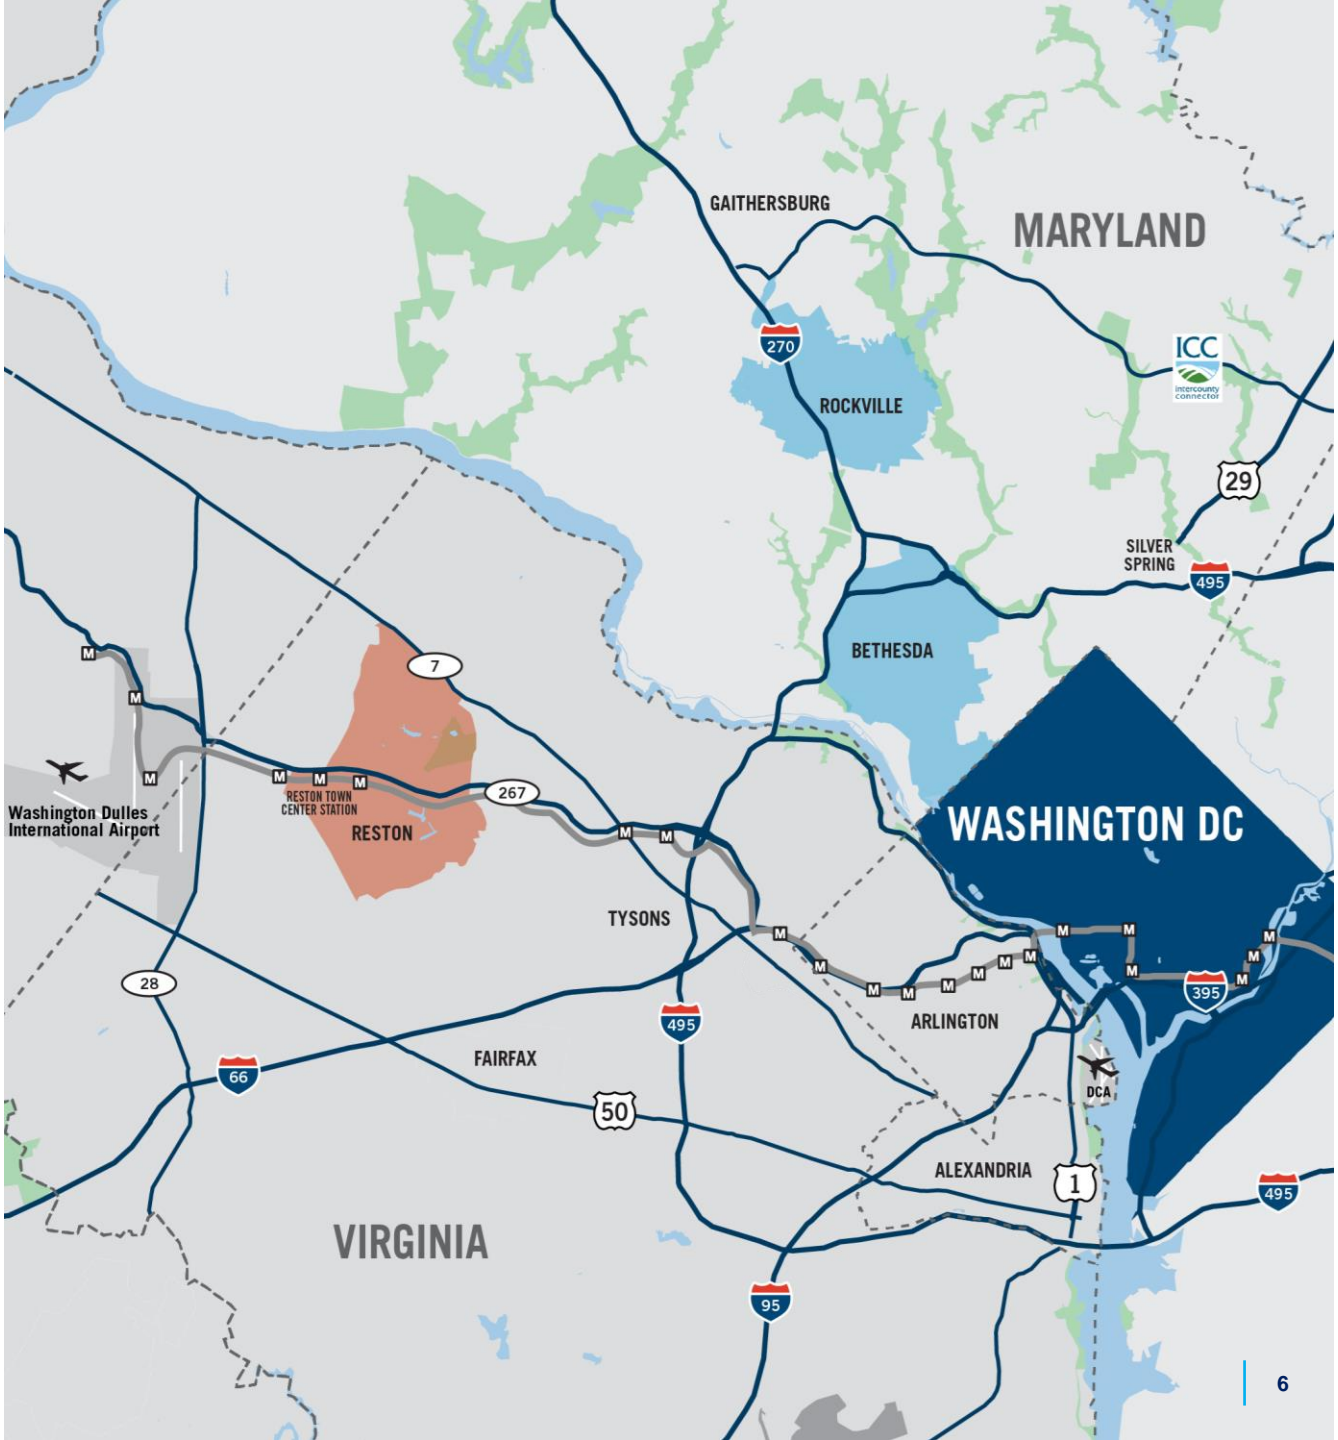 GAITHERSBURG
MARYLAND
270
ICC
intercounty
connector
ROCKVILLE
29
SILVER
SPRING
495
BETHESDA
7
M
M
M
M
M
M
RESTON TOWN
CENTER STATION
267
Washington Dulles
International Airport
RESTON
M
M
WASHINGTON DC
TYSONS
M
M
M
M
M
M
M
M
M
M
M
M
M
M
28
395
495
ARLINGTON
66
FAIRFAX
DCA
50
ALEXANDRIA
1
495
VIRGINIA
95
6